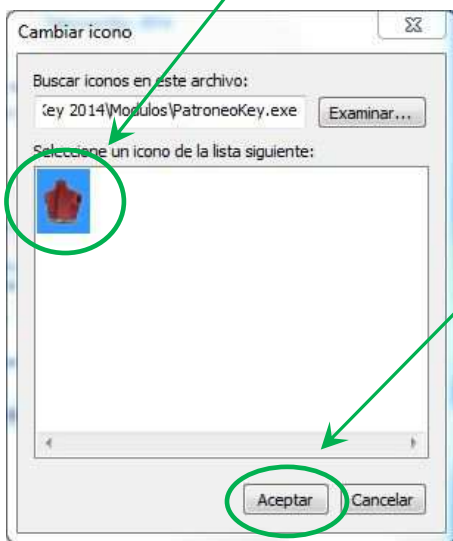 Cambiar icono
Buscar iconos en este archivo:
Key 2014\Modulos\PatroneoKey.exe
Examinar...
Seleccione un icono de la lista siguiente:
Aceptar
Cancelar